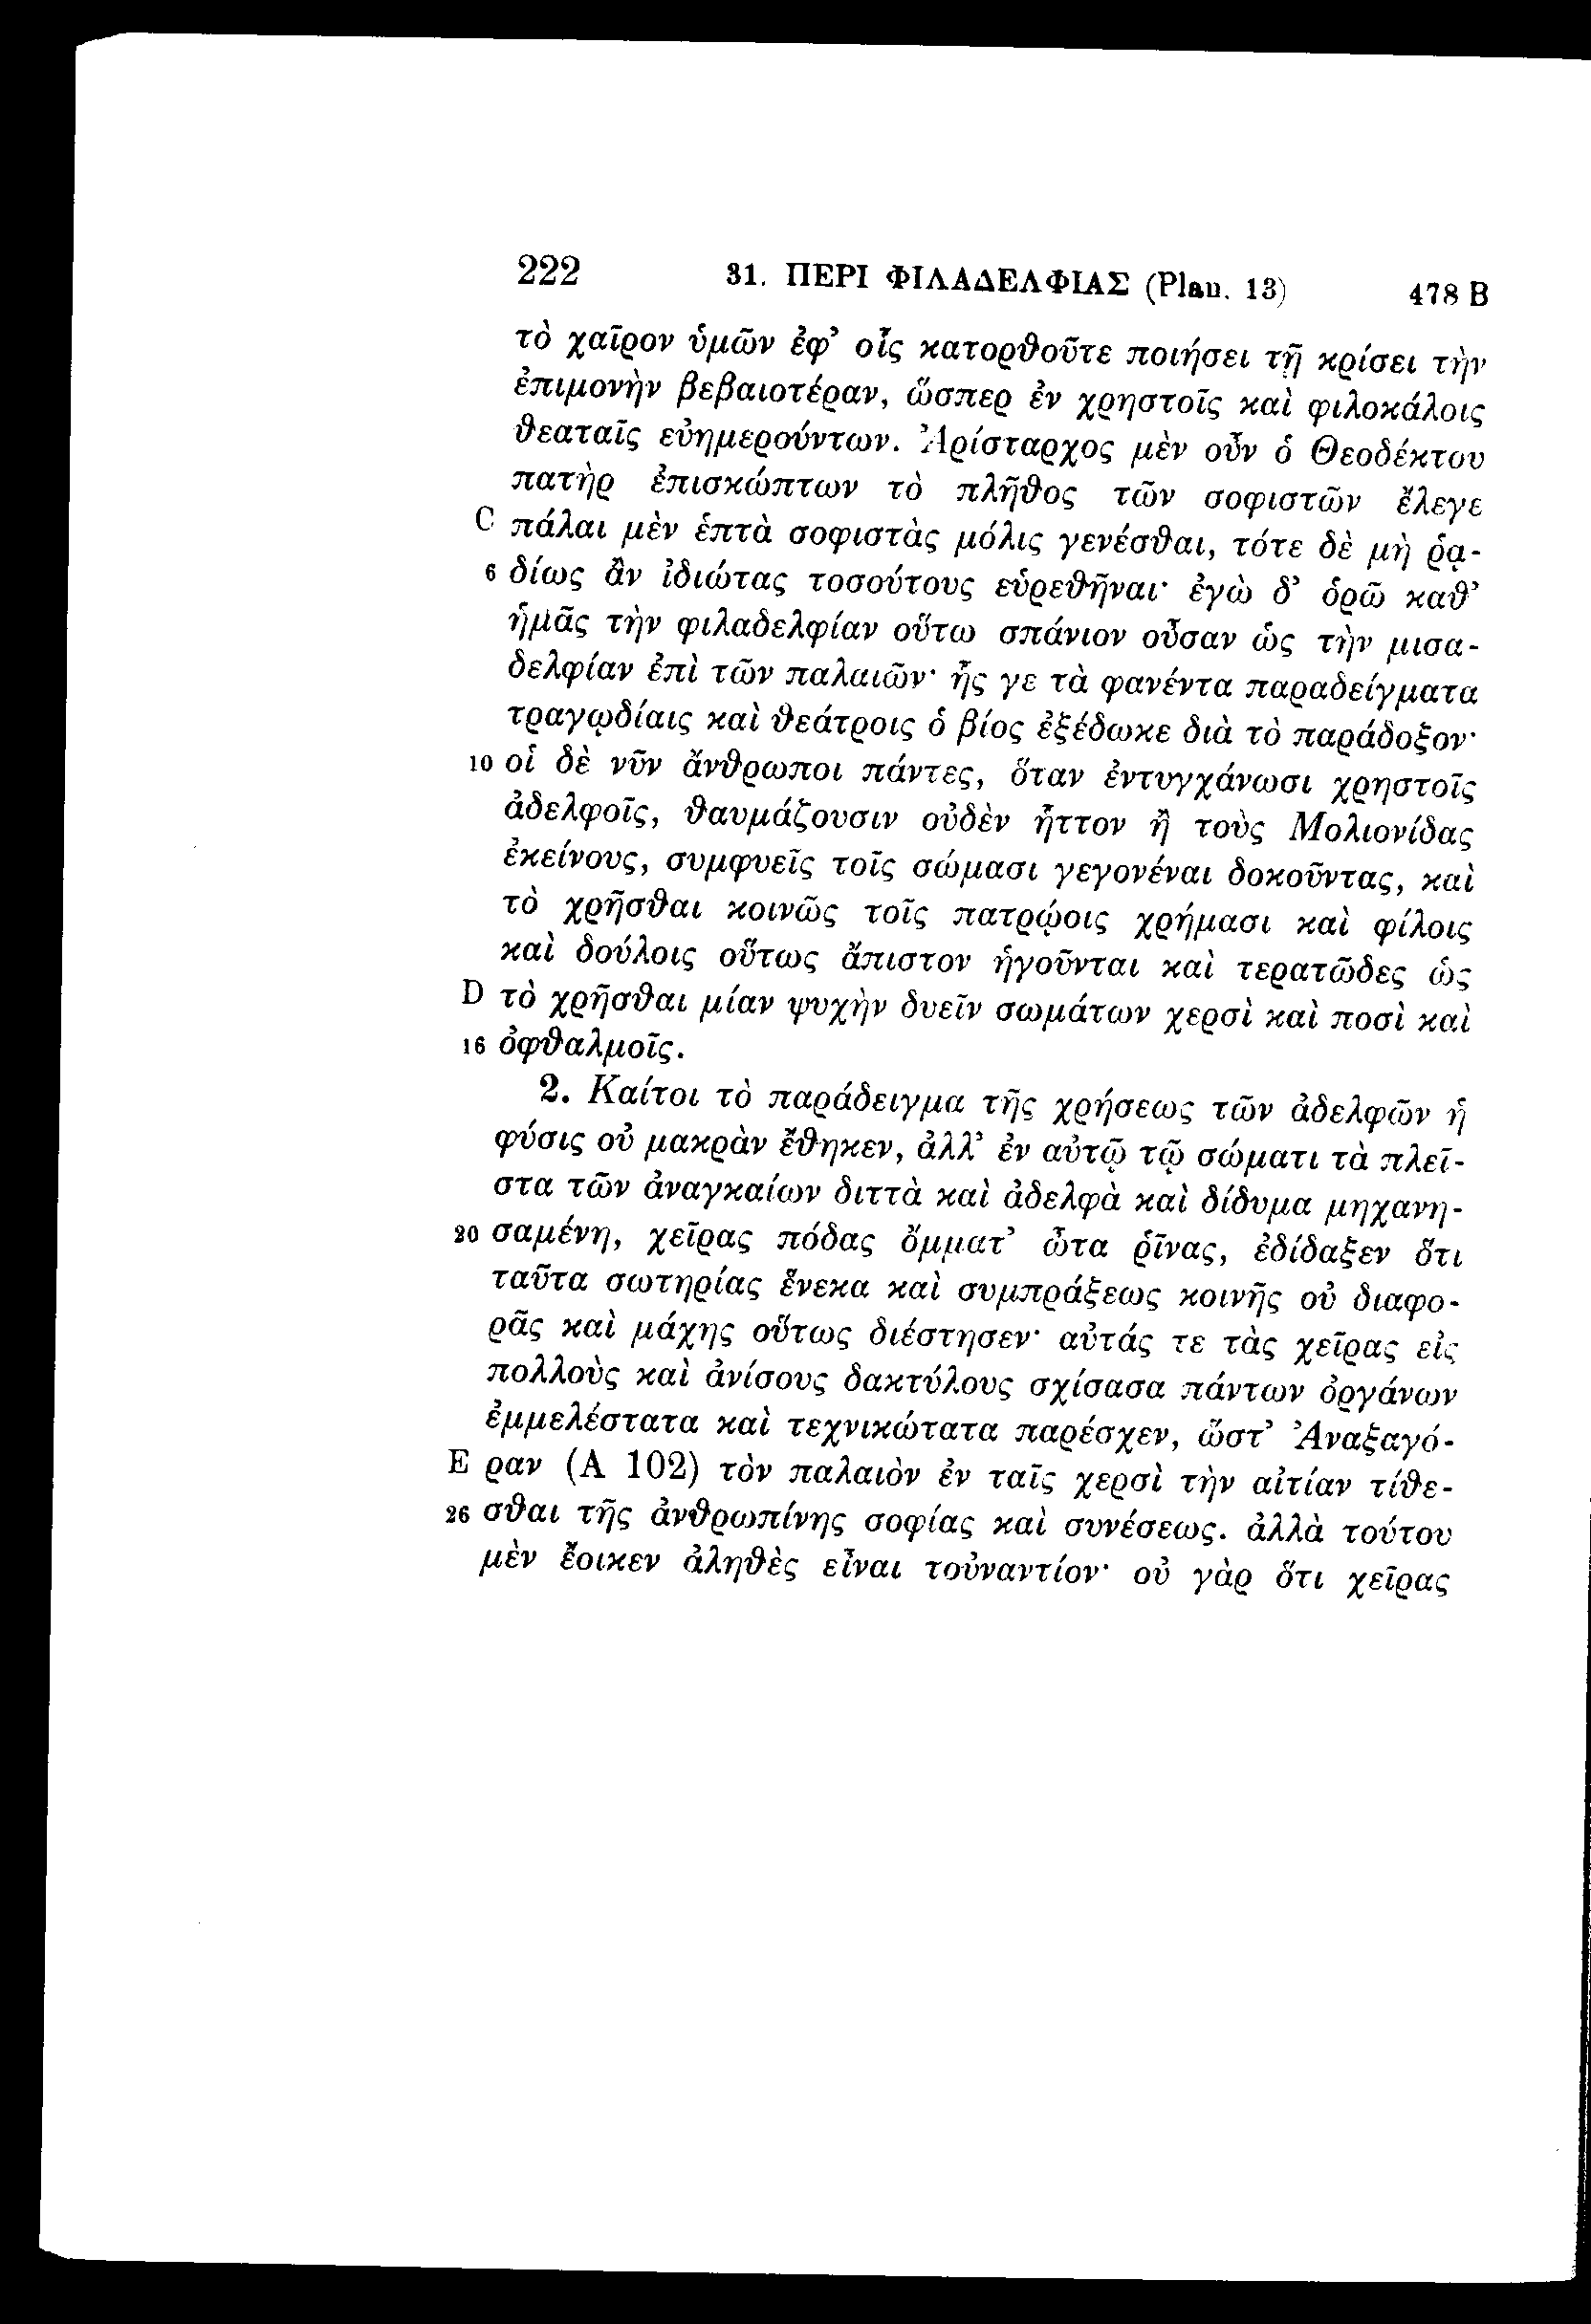 222 31. ΠΕΡΙ ΦΙΛΑΔΕΛΦΙΑΣ (Plan. 13) 478 B
τὸ χαῖρον ὑμῶν ἐφ’ οἷς κατορθοῦτε ποιήσει τῇ κρίσει τὴν
ἐπιμονὴν βεβαιοτέραν, ὥσπερ ἐν χρηστοῖς καὶ φιλοκάλοις
θεαταῖς εὐημερούντων. Ἀρίσταρχος μὲν οὖν ὁ Θεοδέκτου
πατὴρ ἐπισκώπτων τὸ πλῆθος τῶν σοφιστῶν ἔλεγε
C πάλαι μὲν ἑπτὰ σοφιστὰς μόλις γενέσθαι, τότε δὲ μὴ ῥᾳ-
6 δίως ἂν ἰδιώτας τοσούτους εὑρεθῆναι· ἐγὼ δ’ ὁρῶ καθ’
ἡμᾶς τὴν φιλαδελφίαν οὕτω σπάνιον οὖσαν ὡς τὴν μισα-
δελφίαν ἐπὶ τῶν παλαιῶν· ἧς γε τὰ φανέντα παραδείγματα
τραγῳδίαις καὶ θεάτροις ὁ βίος ἐξέδωκε διὰ τὸ παράδοξον·
10 οἱ δὲ νῦν ἄνθρωποι πάντες, ὅταν ἐντυγχάνωσι χρηστοῖς
ἀδελφοῖς, θαυμάζουσιν οὐδὲν ἧττον ἢ τοὺς Μολιονίδας
ἐκείνους, συμφυεῖς τοῖς σώμασι γεγονέναι δοκοῦντας, καὶ
τὸ χρῆσθαι κοινῶς τοῖς πατρῴοις χρήμασι καὶ φίλοις
καὶ δούλοις οὕτως ἄπιστον ἡγοῦνται καὶ τερατῶδες ὡς
D τὸ χρῆσθαι μίαν ψυχὴν δυεῖν σωμάτων χερσὶ καὶ ποσὶ καὶ
16 ὀφθαλμοῖς.
2. Καίτοι τὸ παράδειγμα τῆς χρήσεως τῶν ἀδελφῶν ἡ
φύσις οὐ μακρὰν ἔθηκεν, ἀλλ’ ἐν αὐτῷ τῷ σώματι τὰ πλεῖ-
στα τῶν ἀναγκαίων διττὰ καὶ ἀδελφὰ καὶ δίδυμα μηχανη-
20 σαμένη, χεῖρας πόδας ὄμματ’ ὦτα ῥῖνας, ἐδίδαξεν ὅτι
ταῦτα σωτηρίας ἕνεκα καὶ συμπράξεως κοινῆς οὐ διαφο-
ρᾶς καὶ μάχης οὕτως διέστησεν· αὐτάς τε τὰς χεῖρας εἰς
πολλοὺς καὶ ἀνίσους δακτύλους σχίσασα πάντων ὀργάνων
ἐμμελέστατα καὶ τεχνικώτατα παρέσχεν, ὥστ’ Ἀναξαγό-
E ραν (A 102) τὸν παλαιὸν ἐν ταῖς χερσὶ τὴν αἰτίαν τίθε-
26 σθαι τῆς ἀνθρωπίνης σοφίας καὶ συνέσεως. ἀλλὰ τούτου
μὲν ἔοικεν ἀληθὲς εἶναι τοὐναντίον· οὐ γὰρ ὅτι χεῖρας